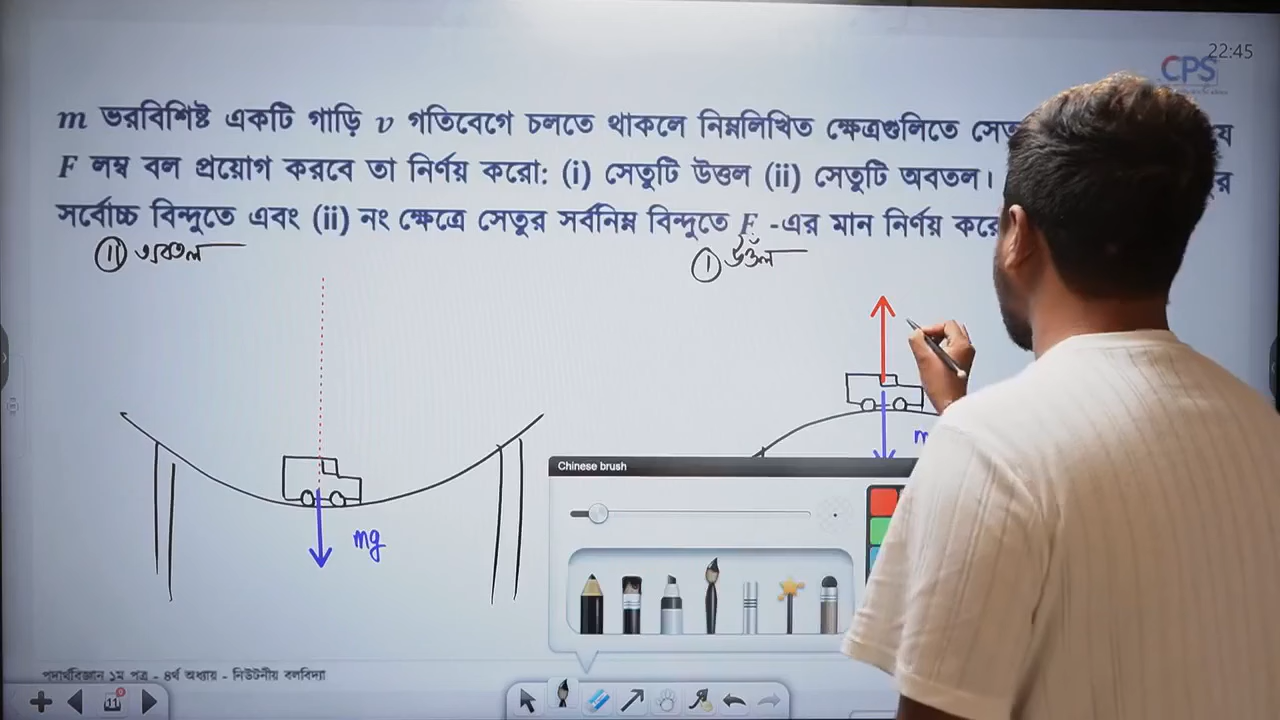 22:45
CPS
m ভরবিশিষ্ট একটি গাড়ি v গতিবেগে চলতে থাকলে নিম্নলিখিত ক্ষেত্রগুলিতে
F লম্ব বল প্রয়োগ করবে তা নির্ণয় করো: (i) সেতুটি উত্তল (ii) সেতুটি অবতল।
সর্বোচ্চ বিন্দুতে এবং (ii) নং ক্ষেত্রে সেতুর সর্বনিম্ন বিন্দুতে F -এর মান নির্ণয়
(ii) অবতল
(i) উত্তল
mg
Chinese brush
পদার্থবিজ্ঞান ১ম পত্র - ৪র্থ অধ্যায় - নিউটনীয় বলবিদ্যা
11